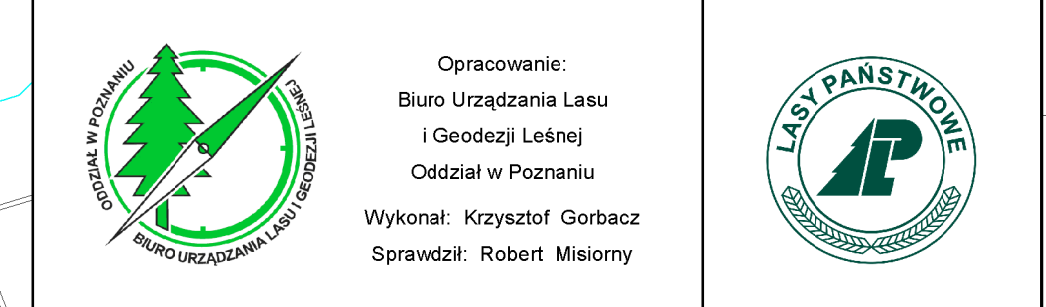 ODDZIAŁ W POZNANIU
BIURO URZĄDZANIA LASU I GEODEZJI LEŚNEJ
Opracowanie:
Biuro Urządzania Lasu
i Geodezji Leśnej
Oddział w Poznaniu
Wykonał: Krzysztof Gorbacz
Sprawdził: Robert Misiorny
LASY PAŃSTWOWE
LP